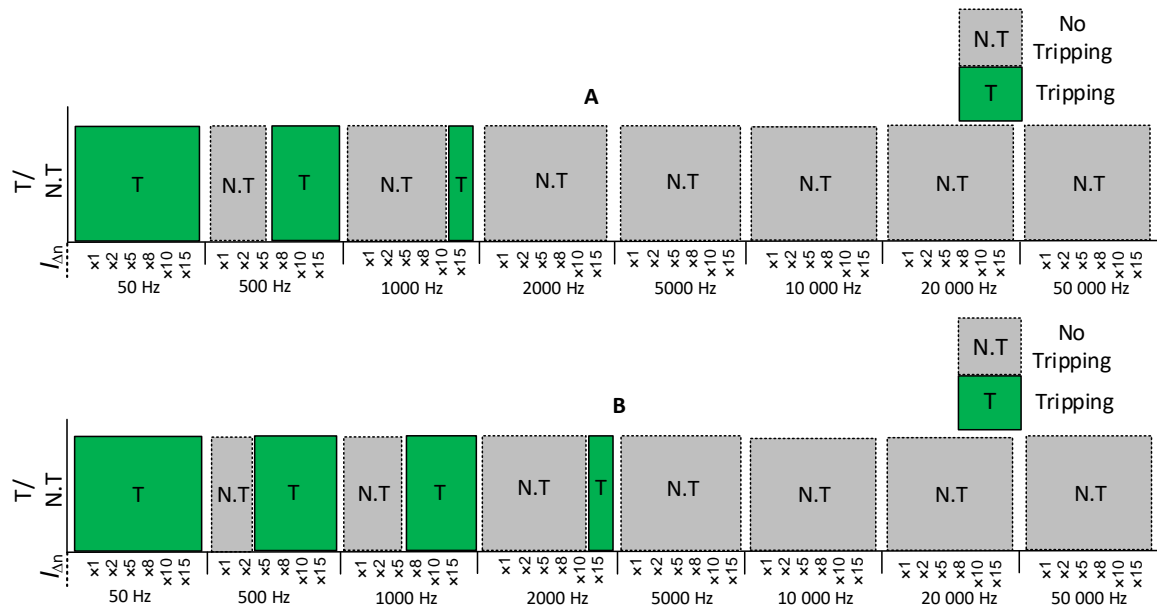 N.T No
Tripping
T Tripping
A
T/
N.T
T N.T T N.T T N.T N.T N.T N.T N.T
I∆n ×1 ×2 ×5 ×8 ×10 ×15 ×1 ×2 ×5 ×8 ×10 ×15 ×1 ×2 ×5 ×8 ×10 ×15 ×1 ×2 ×5 ×8 ×10 ×15 ×1 ×2 ×5 ×8 ×10 ×15 ×1 ×2 ×5 ×8 ×10 ×15 ×1 ×2 ×5 ×8 ×10 ×15 ×1 ×2 ×5 ×8 ×10 ×15
50 Hz 500 Hz 1000 Hz 2000 Hz 5000 Hz 10 000 Hz 20 000 Hz 50 000 Hz
N.T No
Tripping
T Tripping
B
T/
N.T
T N.T T N.T T N.T T N.T N.T N.T N.T
I∆n ×1 ×2 ×5 ×8 ×10 ×15 ×1 ×2 ×5 ×8 ×10 ×15 ×1 ×2 ×5 ×8 ×10 ×15 ×1 ×2 ×5 ×8 ×10 ×15 ×1 ×2 ×5 ×8 ×10 ×15 ×1 ×2 ×5 ×8 ×10 ×15 ×1 ×2 ×5 ×8 ×10 ×15 ×1 ×2 ×5 ×8 ×10 ×15
50 Hz 500 Hz 1000 Hz 2000 Hz 5000 Hz 10 000 Hz 20 000 Hz 50 000 Hz